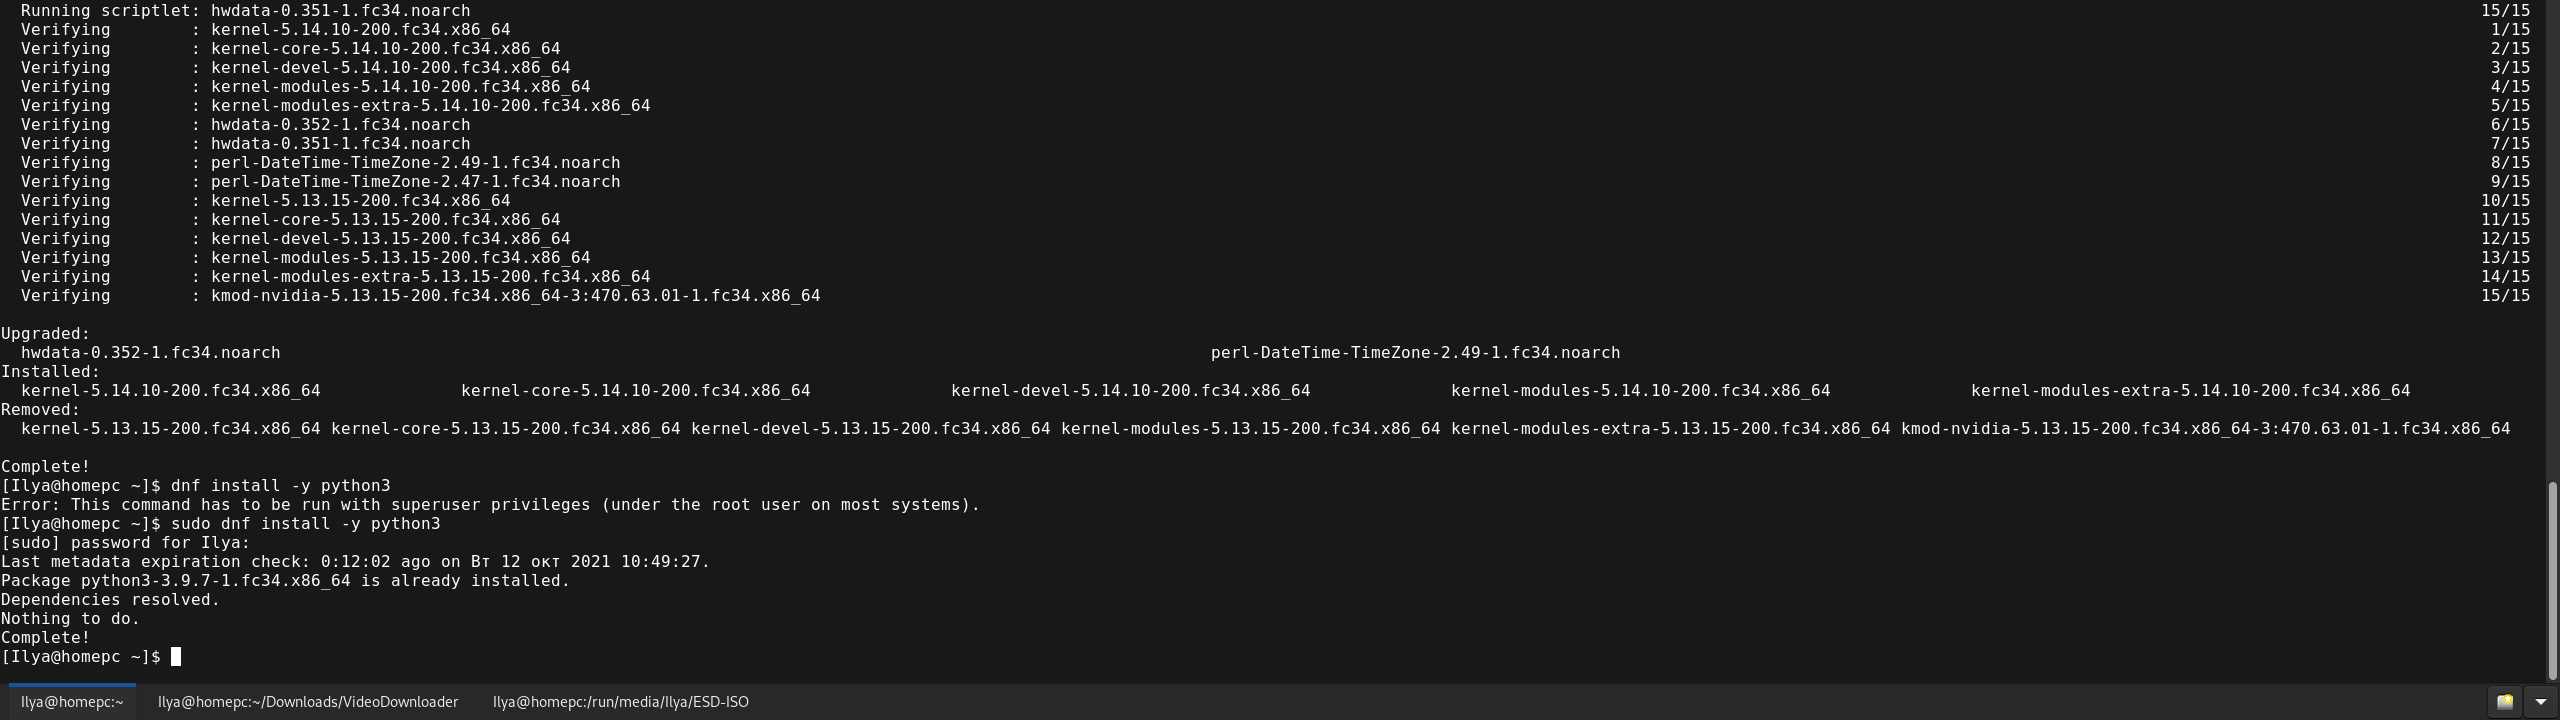 Running scriptlet: hwdata-0.351-1.fc34.noarch 15/15
Verifying : kernel-5.14.10-200.fc34.x86_64 1/15
Verifying : kernel-core-5.14.10-200.fc34.x86_64 2/15
Verifying : kernel-devel-5.14.10-200.fc34.x86_64 3/15
Verifying : kernel-modules-5.14.10-200.fc34.x86_64 4/15
Verifying : kernel-modules-extra-5.14.10-200.fc34.x86_64 5/15
Verifying : hwdata-0.352-1.fc34.noarch 6/15
Verifying : hwdata-0.351-1.fc34.noarch 7/15
Verifying : perl-DateTime-TimeZone-2.49-1.fc34.noarch 8/15
Verifying : perl-DateTime-TimeZone-2.47-1.fc34.noarch 9/15
Verifying : kernel-5.13.15-200.fc34.x86_64 10/15
Verifying : kernel-core-5.13.15-200.fc34.x86_64 11/15
Verifying : kernel-devel-5.13.15-200.fc34.x86_64 12/15
Verifying : kernel-modules-5.13.15-200.fc34.x86_64 13/15
Verifying : kernel-modules-extra-5.13.15-200.fc34.x86_64 14/15
Verifying : kmod-nvidia-5.13.15-200.fc34.x86_64-3:470.63.01-1.fc34.x86_64 15/15
Upgraded:
hwdata-0.352-1.fc34.noarch perl-DateTime-TimeZone-2.49-1.fc34.noarch
Installed:
kernel-5.14.10-200.fc34.x86_64 kernel-core-5.14.10-200.fc34.x86_64 kernel-devel-5.14.10-200.fc34.x86_64 kernel-modules-5.14.10-200.fc34.x86_64 kernel-modules-extra-5.14.10-200.fc34.x86_64
Removed:
kernel-5.13.15-200.fc34.x86_64 kernel-core-5.13.15-200.fc34.x86_64 kernel-devel-5.13.15-200.fc34.x86_64 kernel-modules-5.13.15-200.fc34.x86_64 kernel-modules-extra-5.13.15-200.fc34.x86_64 kmod-nvidia-5.13.15-200.fc34.x86_64-3:470.63.01-1.fc34.x86_64
Complete!
[Ilya@homepc ~]$ dnf install -y python3
Error: This command has to be run with superuser privileges (under the root user on most systems).
[Ilya@homepc ~]$ sudo dnf install -y python3
[sudo] password for Ilya:
Last metadata expiration check: 0:12:02 ago on Вт 12 окт 2021 10:49:27.
Package python3-3.9.7-1.fc34.x86_64 is already installed.
Dependencies resolved.
Nothing to do.
Complete!
[Ilya@homepc ~]$
Ilya@homepc:~ Ilya@homepc:~/Downloads/VideoDownloader Ilya@homepc:/run/media/Ilya/ESD-ISO